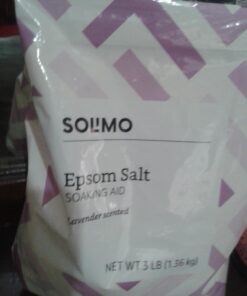 SOLIMO
Epsom Salt
SOAKING AID
lavender scented
NET WT 3 LB (1.36 kg)